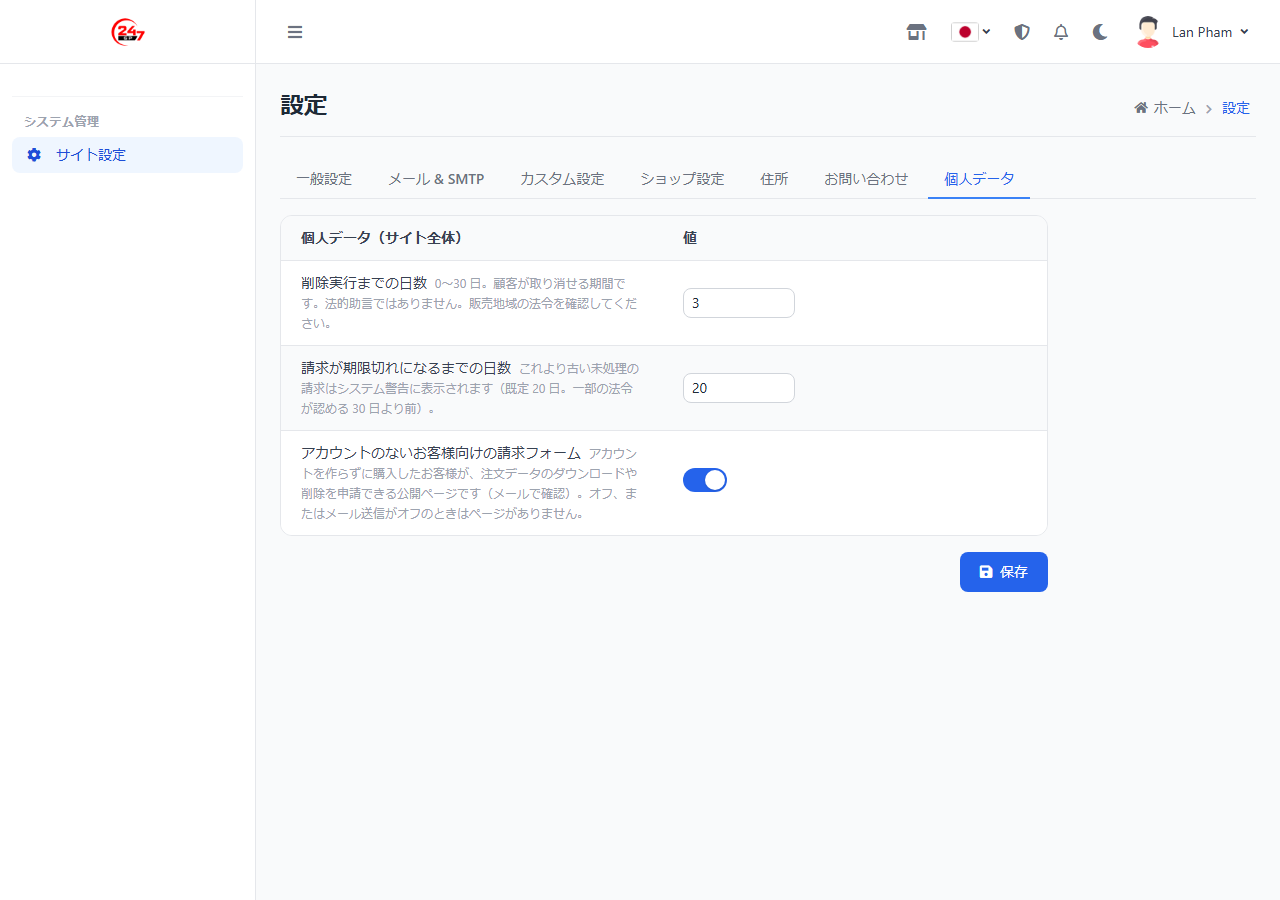 247
Lan Pham
システム管理
サイト設定
設定
ホーム
設定
一般設定
メール & SMTP
カスタム設定
ショップ設定
住所
お問い合わせ
個人データ
個人データ（サイト全体）
値
削除実行までの日数 0〜30 日。顧客が取り消せる期間で
す。法的助言ではありません。販売地域の法令を確認してくだ
さい。
3
請求が期限切れになるまでの日数 これより古い未処理の
請求はシステム警告に表示されます（既定 20 日。一部の法令
が認める 30 日より前）。
20
アカウントのないお客様向けの請求フォーム アカウン
トを作らずに購入したお客様が、注文データのダウンロードや
削除を申請できる公開ページです（メールで確認）。オフ、ま
たはメール送信がオフのときはページがありません。
保存